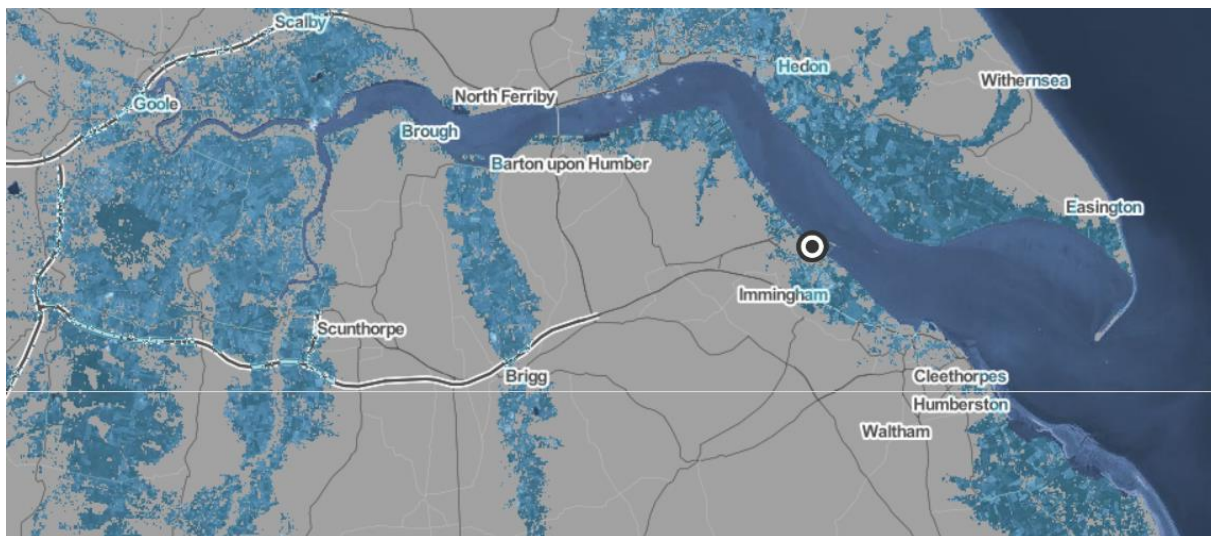 Scalby
Hedon
Withernsea
Goole
North Ferriby
Brough
Barton upon Humber
Easington
Immingham
Scunthorpe
Brigg
Cleethorpes
Humberston
Waltham